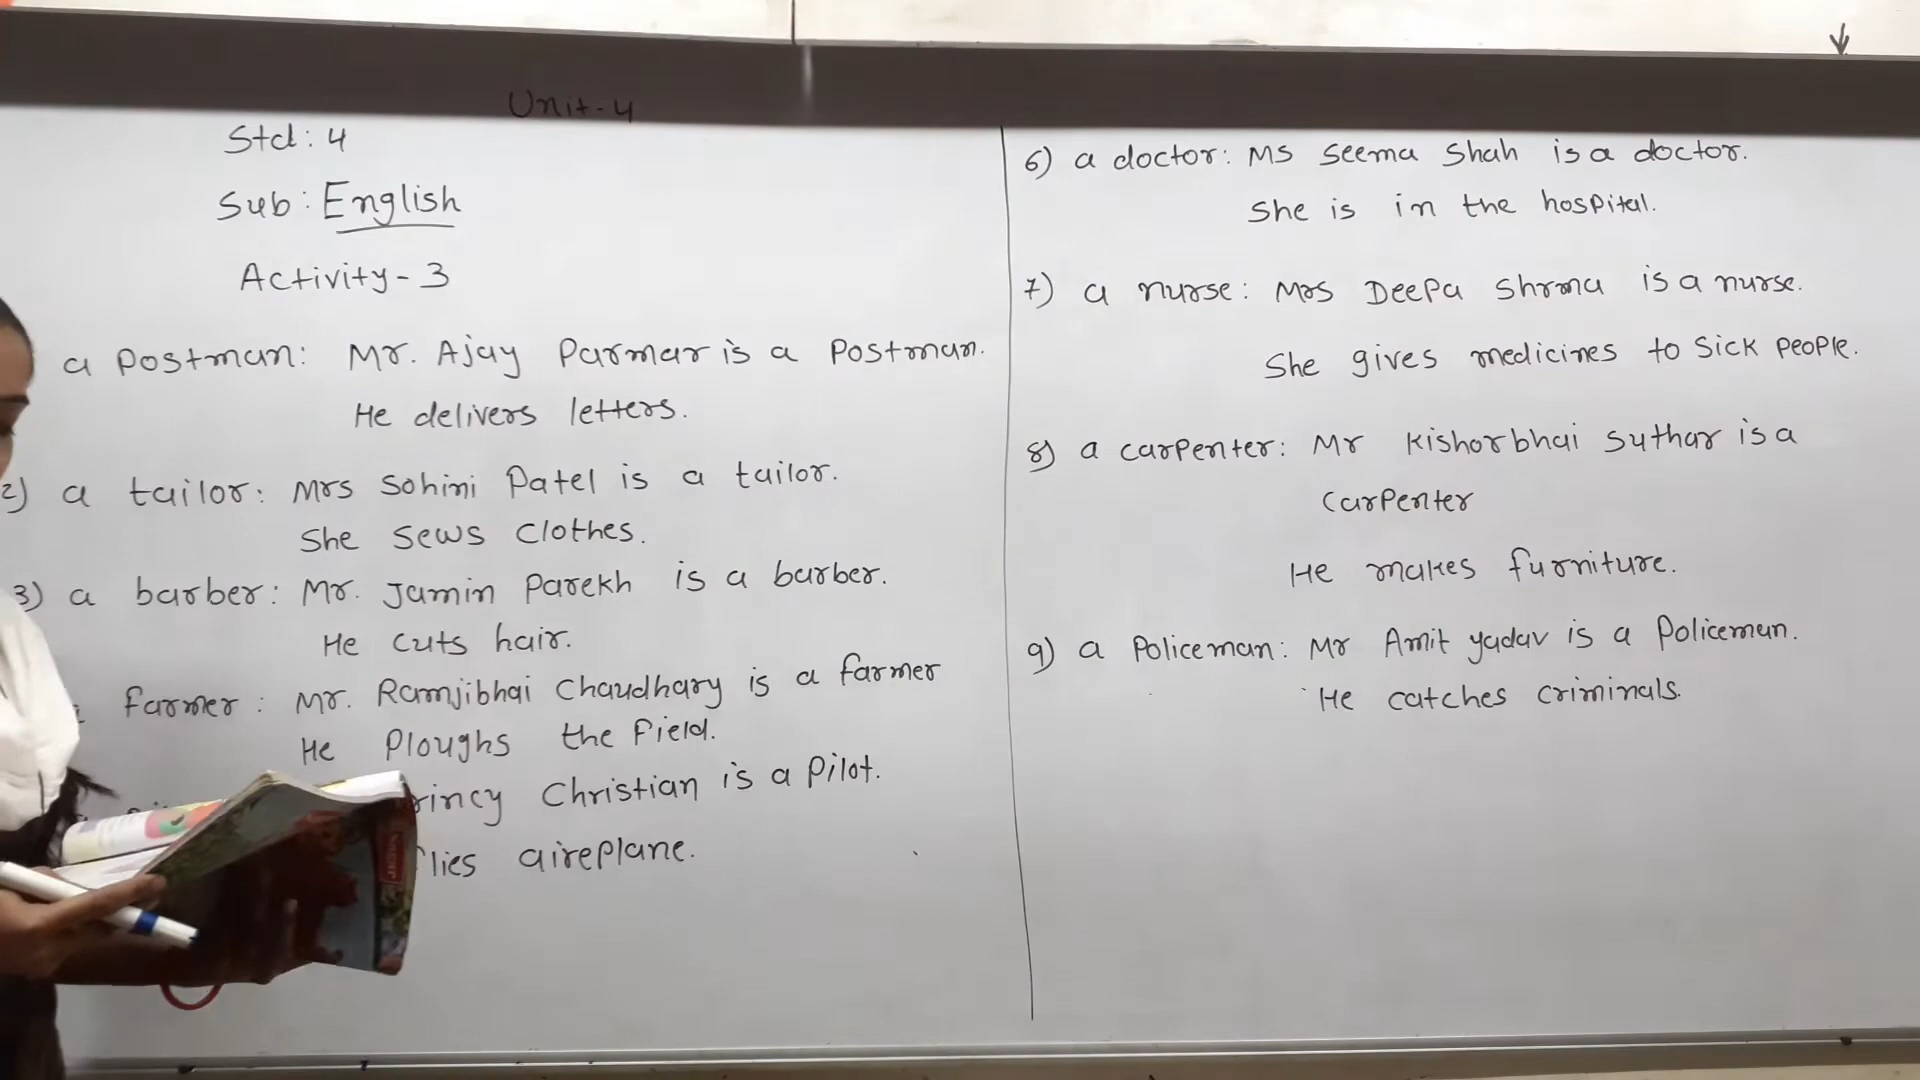 Unit-4
Std: 4
Sub: English
Activity-3
a postman: Mr. Ajay Parmar is a postman.
He delivers letters.
2) a tailor: Mrs Sohini Patel is a tailor.
She sews clothes.
3) a barber: Mr. Jamin Parekh is a barber.
He cuts hair.
farmer: Mr. Ramjibhai Chaudhary is a farmer
He ploughs the field.
Christian is a pilot.
aireplane.
6) a doctor: Ms Seema Shah is a doctor.
She is in the hospital.
7) a nurse: Mrs Deepa Shrma is a nurse.
She gives medicines to sick people.
8) a carpenter: Mr Kishorbhai Suthar is a
carpenter
He makes furniture.
9) a policeman: Mr Amit yadav is a policeman.
He catches criminals.